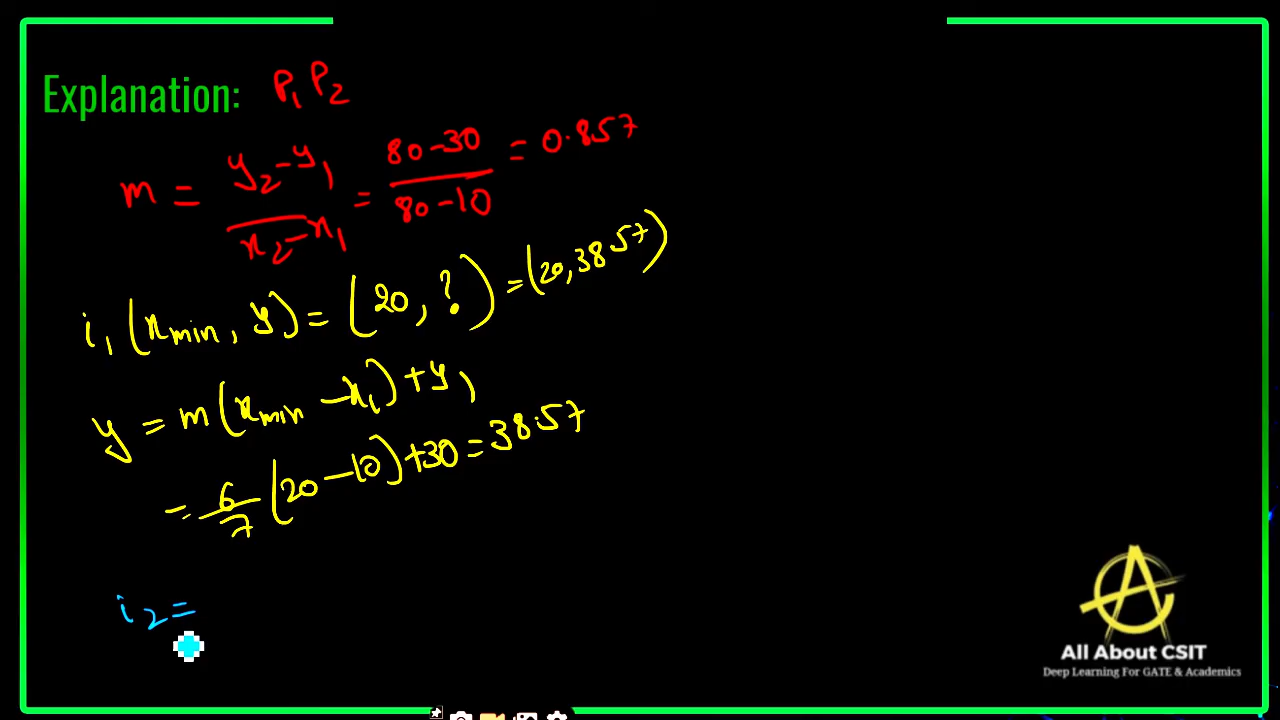 Explanation: P₁ P₂
m = y₂ - y₁ / x₂ - x₁ = 80 - 30 / 80 - 10 = 0.857
i₁ (xmin, y) = (20, ?) = (20, 38.57)
y = m (xmin - x₁) + y₁
= 6/7 (20 - 10) + 30 = 38.57
i₂ =
All About CSIT
Deep Learning For GATE & Academics